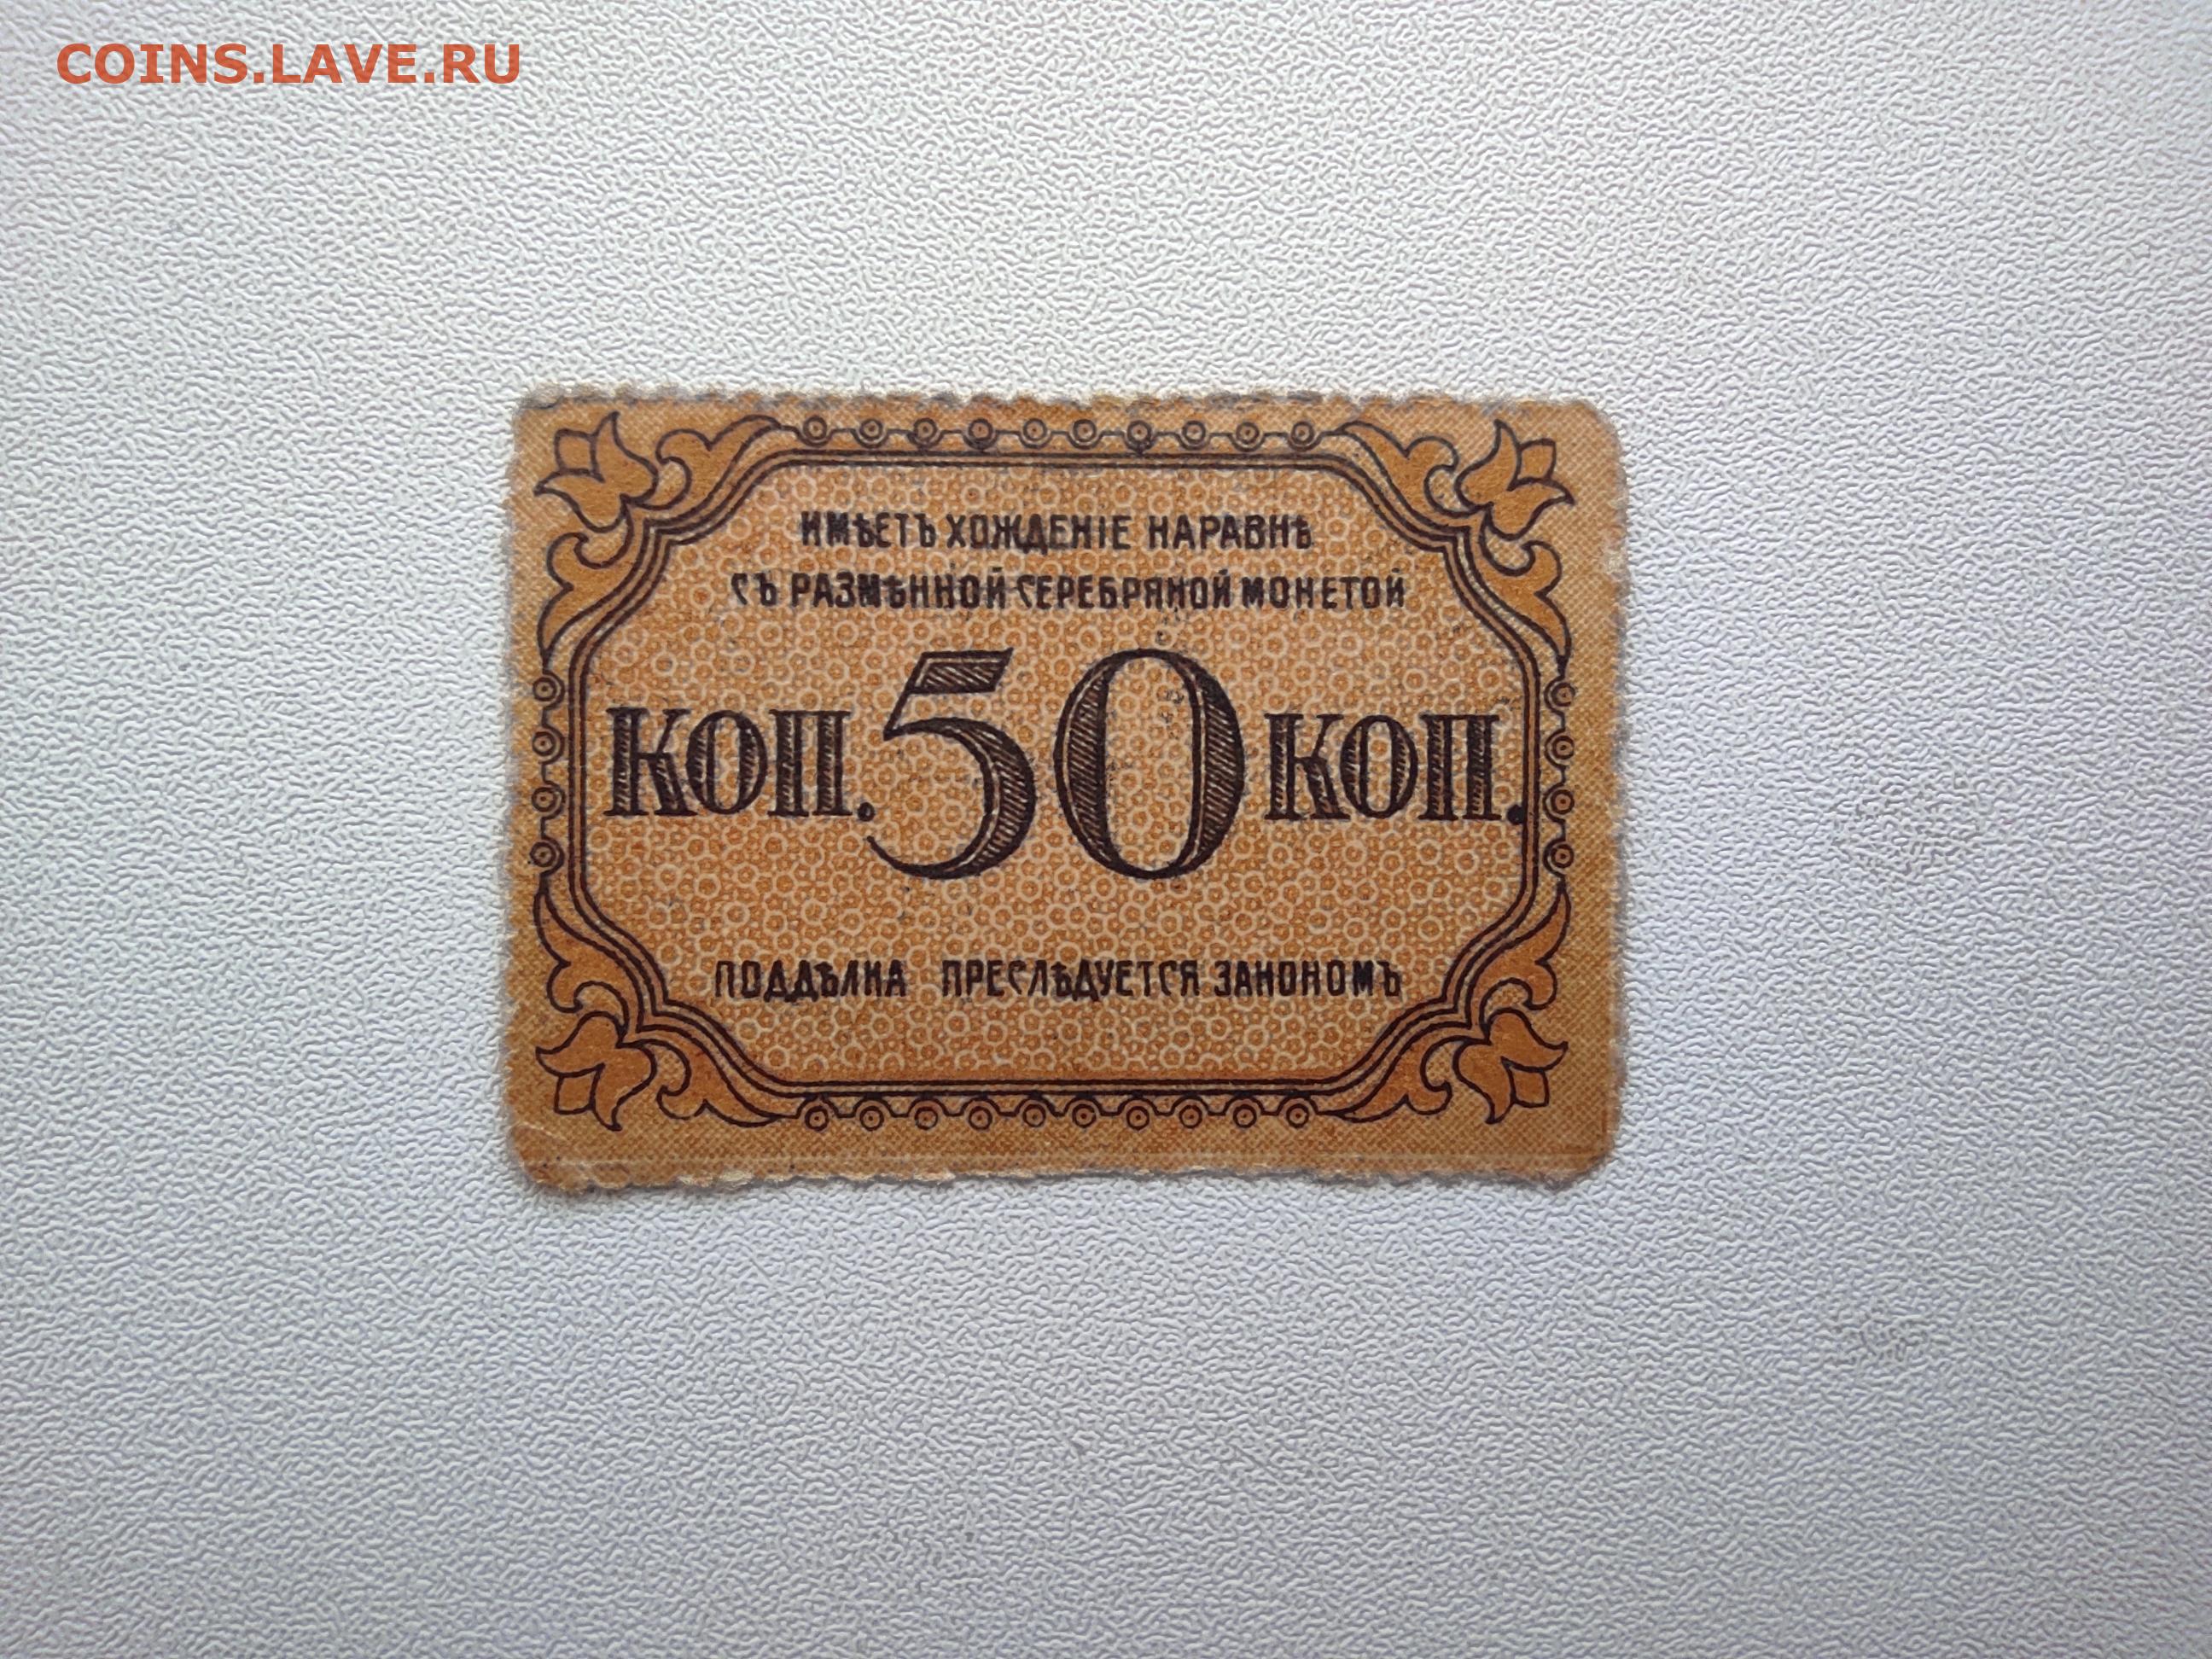 COINS.LAVE.RU
ИМѢЕТЪ ХОЖДЕНІЕ НАРАВНѢ
СЪ РАЗМѢННОЙ СЕРЕБРЯНОЙ МОНЕТОЙ
КОП. 50 КОП.
ПОДДѢЛКА ПРЕСЛѢДУЕТСЯ ЗАКОНОМЪ